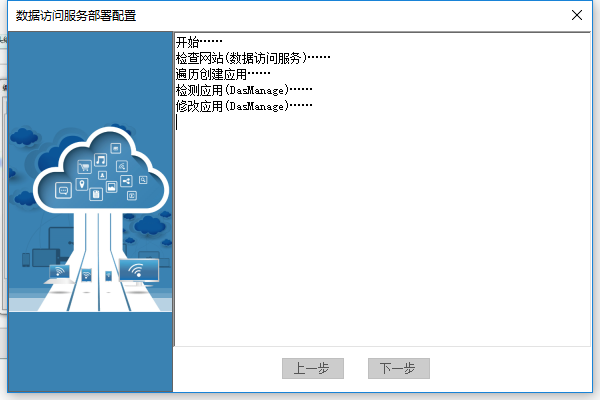 数据访问服务部署配置
开始······
检查网站(数据访问服务)······
遍历创建应用······
检测应用(DasManage)······
修改应用(DasManage)······
上一步
下一步